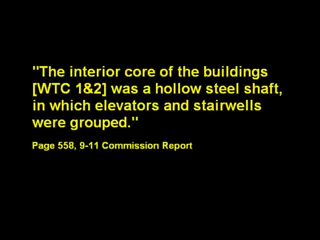 "The interior core of the buildings
[WTC 1&2] was a hollow steel shaft,
in which elevators and stairwells
were grouped."
Page 558, 9-11 Commission Report